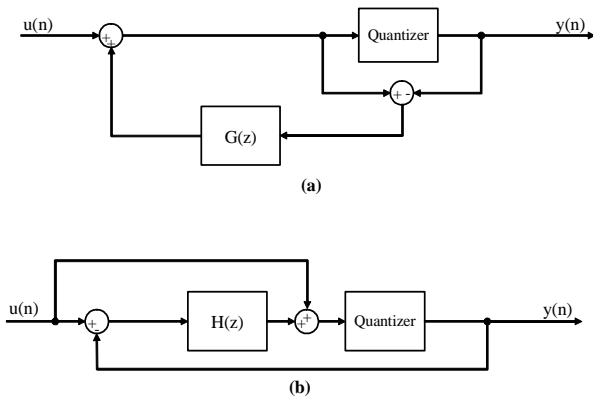 u(n)
+
+
Quantizer
y(n)
+ -
G(z)
(a)
u(n)
+
-
H(z)
+
+
Quantizer
y(n)
(b)